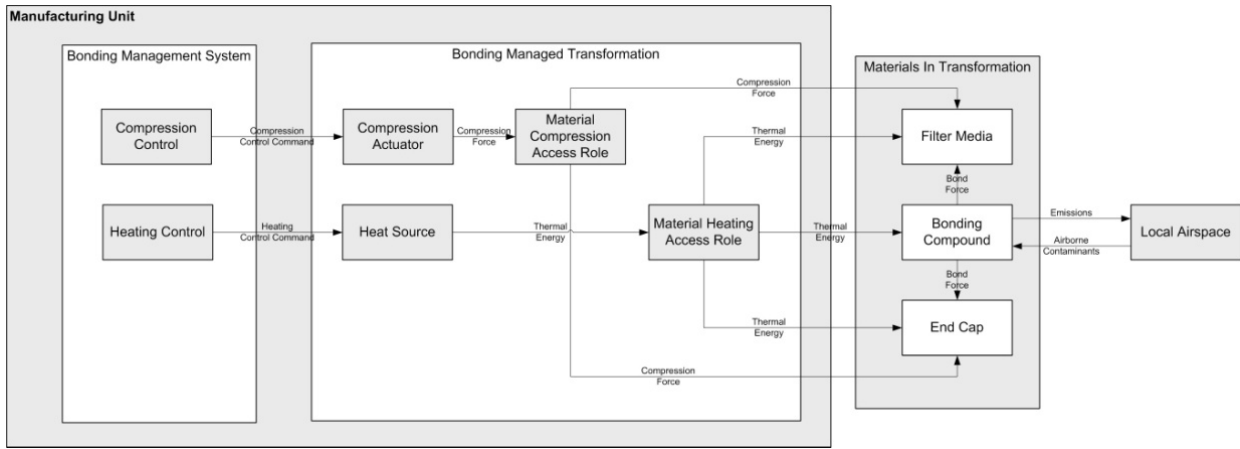 Manufacturing Unit
Bonding Management System
Bonding Managed Transformation
Materials In Transformation
Compression
Control
Compression
Control Command
Compression
Actuator
Compression
Force
Material
Compression
Access Role
Compression
Force
Filter Media
Thermal
Energy
Bond
Force
Heating Control
Heating
Control Command
Heat Source
Thermal
Energy
Material Heating
Access Role
Thermal
Energy
Bonding
Compound
Emissions
Airborne
Contaminants
Local Airspace
Bond
Force
Thermal
Energy
End Cap
Compression
Force